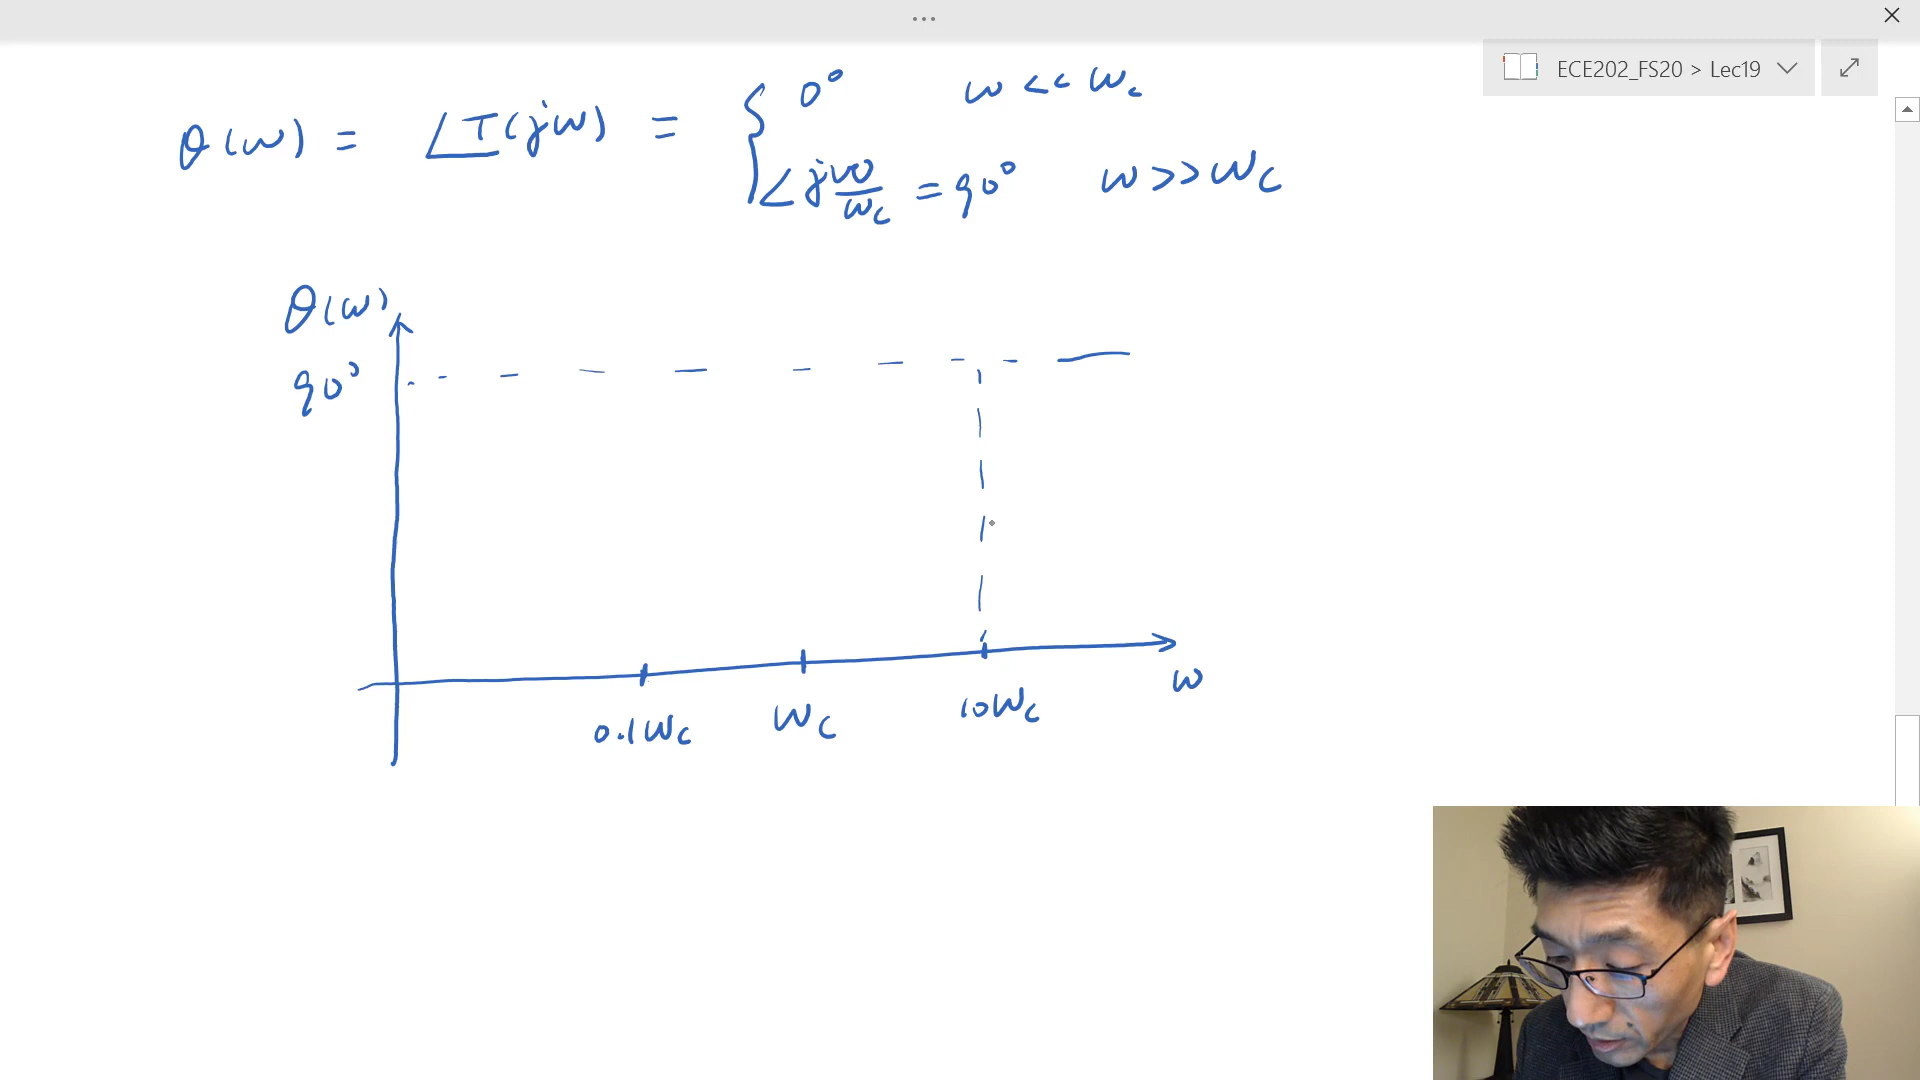 ECE202_FS20 > Lec19
θ(ω) = ∠T(jω) = { 0° ω << ωc
∠jω/ωc = 90° ω >> ωc
θ(ω)
90°
ω
0.1ωc ωc 10ωc